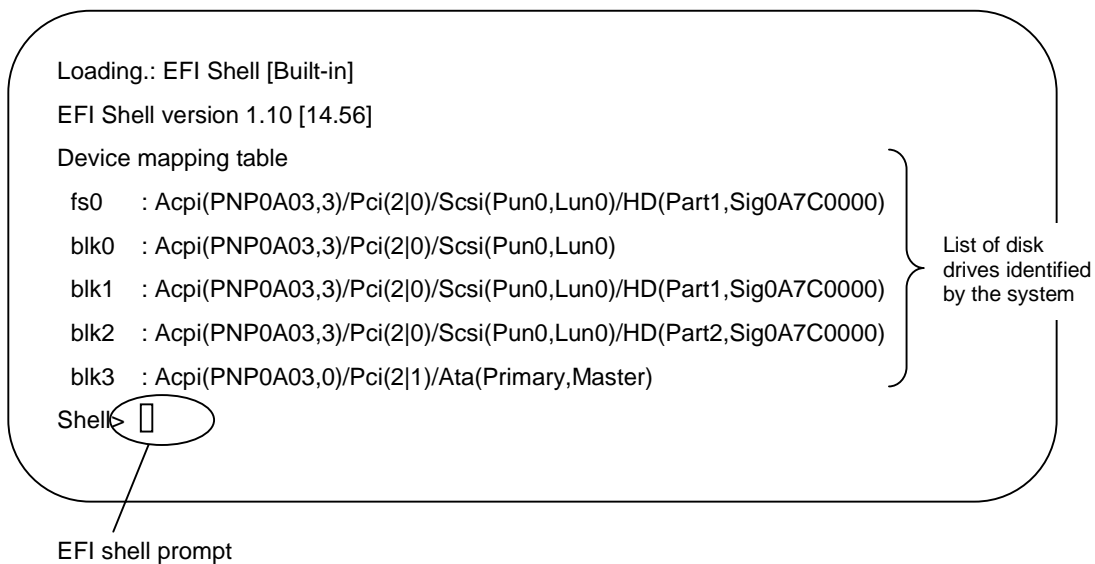 Loading.: EFI Shell [Built-in]
EFI Shell version 1.10 [14.56]
Device mapping table
fs0 : Acpi(PNP0A03,3)/Pci(2|0)/Scsi(Pun0,Lun0)/HD(Part1,Sig0A7C0000)
blk0 : Acpi(PNP0A03,3)/Pci(2|0)/Scsi(Pun0,Lun0)
blk1 : Acpi(PNP0A03,3)/Pci(2|0)/Scsi(Pun0,Lun0)/HD(Part1,Sig0A7C0000)
blk2 : Acpi(PNP0A03,3)/Pci(2|0)/Scsi(Pun0,Lun0)/HD(Part2,Sig0A7C0000)
blk3 : Acpi(PNP0A03,0)/Pci(2|1)/Ata(Primary,Master)
Shell>
List of disk
drives identified
by the system
EFI shell prompt